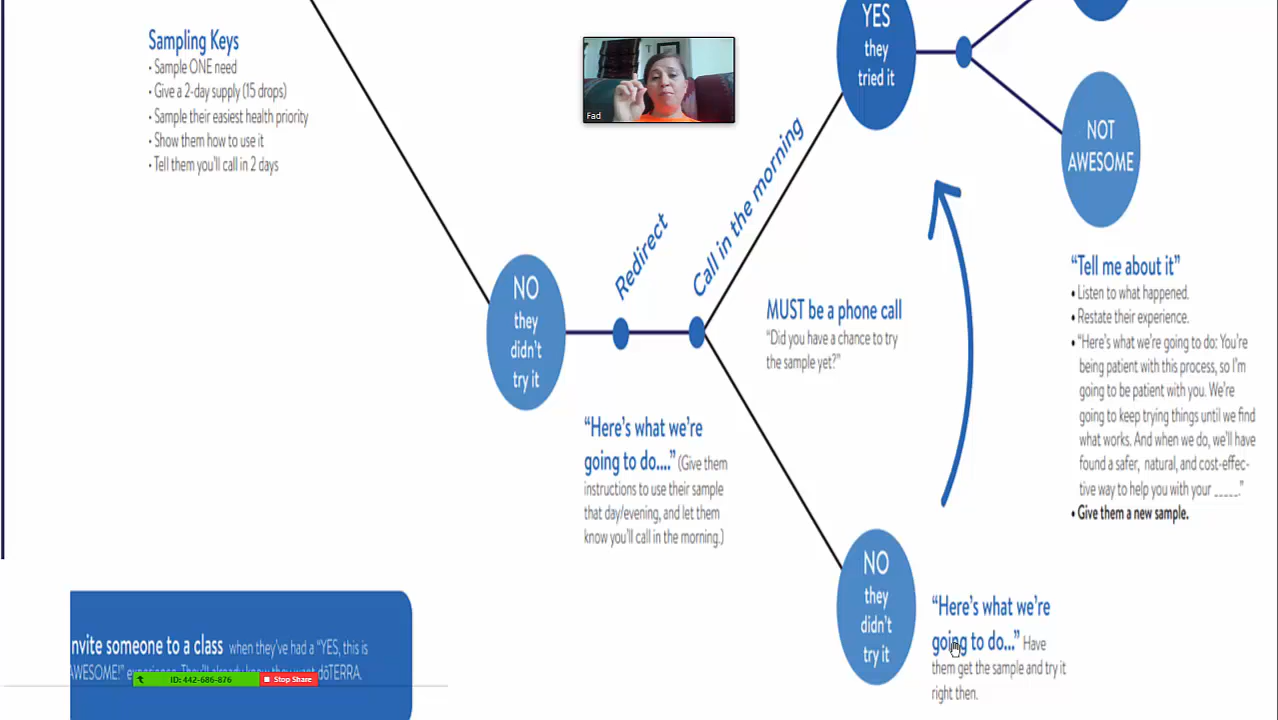 Sampling Keys
• Sample ONE need
• Give a 2-day supply (15 drops)
• Sample their easiest health priority
• Show them how to use it
• Tell them you'll call in 2 days
Fad
YES
they
tried it
NOT
AWESOME
Redirect
Call in the morning
NO
they
didn't
try it
MUST be a phone call
"Did you have a chance to try
the sample yet?"
"Tell me about it"
• Listen to what happened.
• Restate their experience.
• "Here's what we're going to do: You're
being patient with this process, so I'm
going to be patient with you. We're
going to keep trying things until we find
what works. And when we do, we'll have
found a safer, natural, and cost-effec-
tive way to help you with your _____."
• Give them a new sample.
"Here's what we're
going to do...." (Give them
instructions to use their sample
that day/evening, and let them
know you'll call in the morning.)
NO
they
didn't
try it
"Here's what we're
going to do..." Have
them get the sample and try it
right then.
nvite someone to a class when they've had a "YES, this is
AWESOME!" experience. They'll already know they want dōTERRA.
ID: 442-686-876
Stop Share